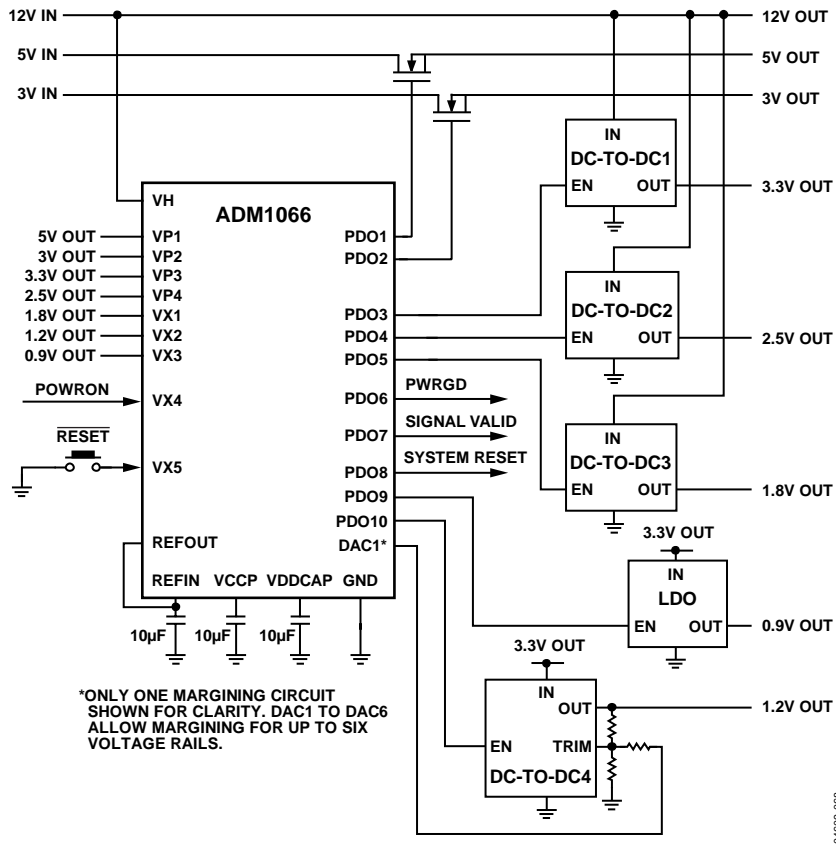 12V IN
12V OUT
5V IN
5V OUT
3V IN
3V OUT
IN
DC-TO-DC1
EN OUT
3.3V OUT
VH
ADM1066
5V OUT VP1
PDO1
3V OUT VP2
PDO2
3.3V OUT VP3
2.5V OUT VP4
1.8V OUT VX1
PDO3
1.2V OUT VX2
PDO4
0.9V OUT VX3
PDO5
IN
DC-TO-DC2
EN OUT
2.5V OUT
POWRON
VX4
PDO6
PWRGD
PDO7
SIGNAL VALID
RESET
VX5
PDO8
SYSTEM RESET
PDO9
PDO10
IN
DC-TO-DC3
EN OUT
1.8V OUT
REFOUT
DAC1*
REFIN VCCP VDDCAP GND
10µF 10µF 10µF
3.3V OUT
IN
LDO
EN OUT
0.9V OUT
3.3V OUT
IN
OUT
1.2V OUT
EN TRIM
DC-TO-DC4
*ONLY ONE MARGINING CIRCUIT
SHOWN FOR CLARITY. DAC1 TO DAC6
ALLOW MARGINING FOR UP TO SIX
VOLTAGE RAILS.